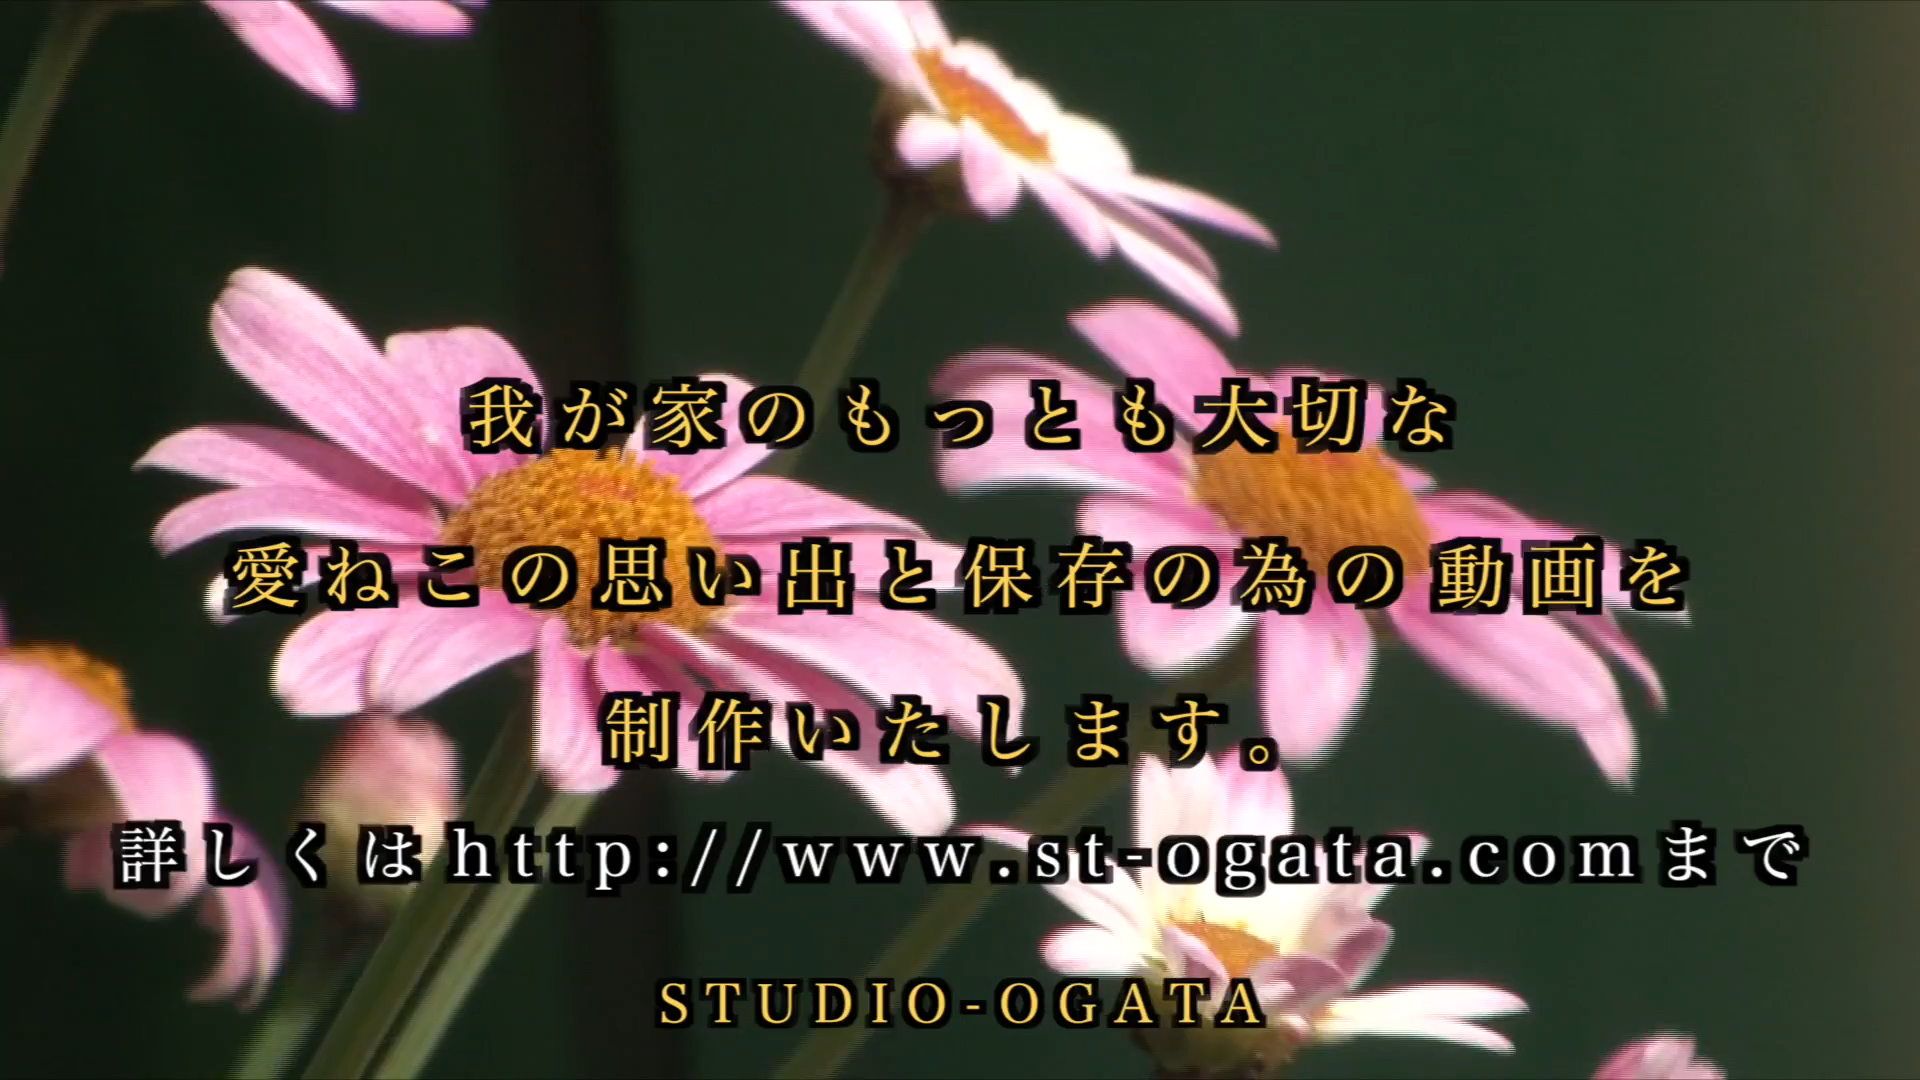 我が家のもっとも大切な
愛ねこの思い出と保存の為の動画を
制作いたします。
詳しくはhttp://www.st-ogata.comまで
STUDIO-OGATA